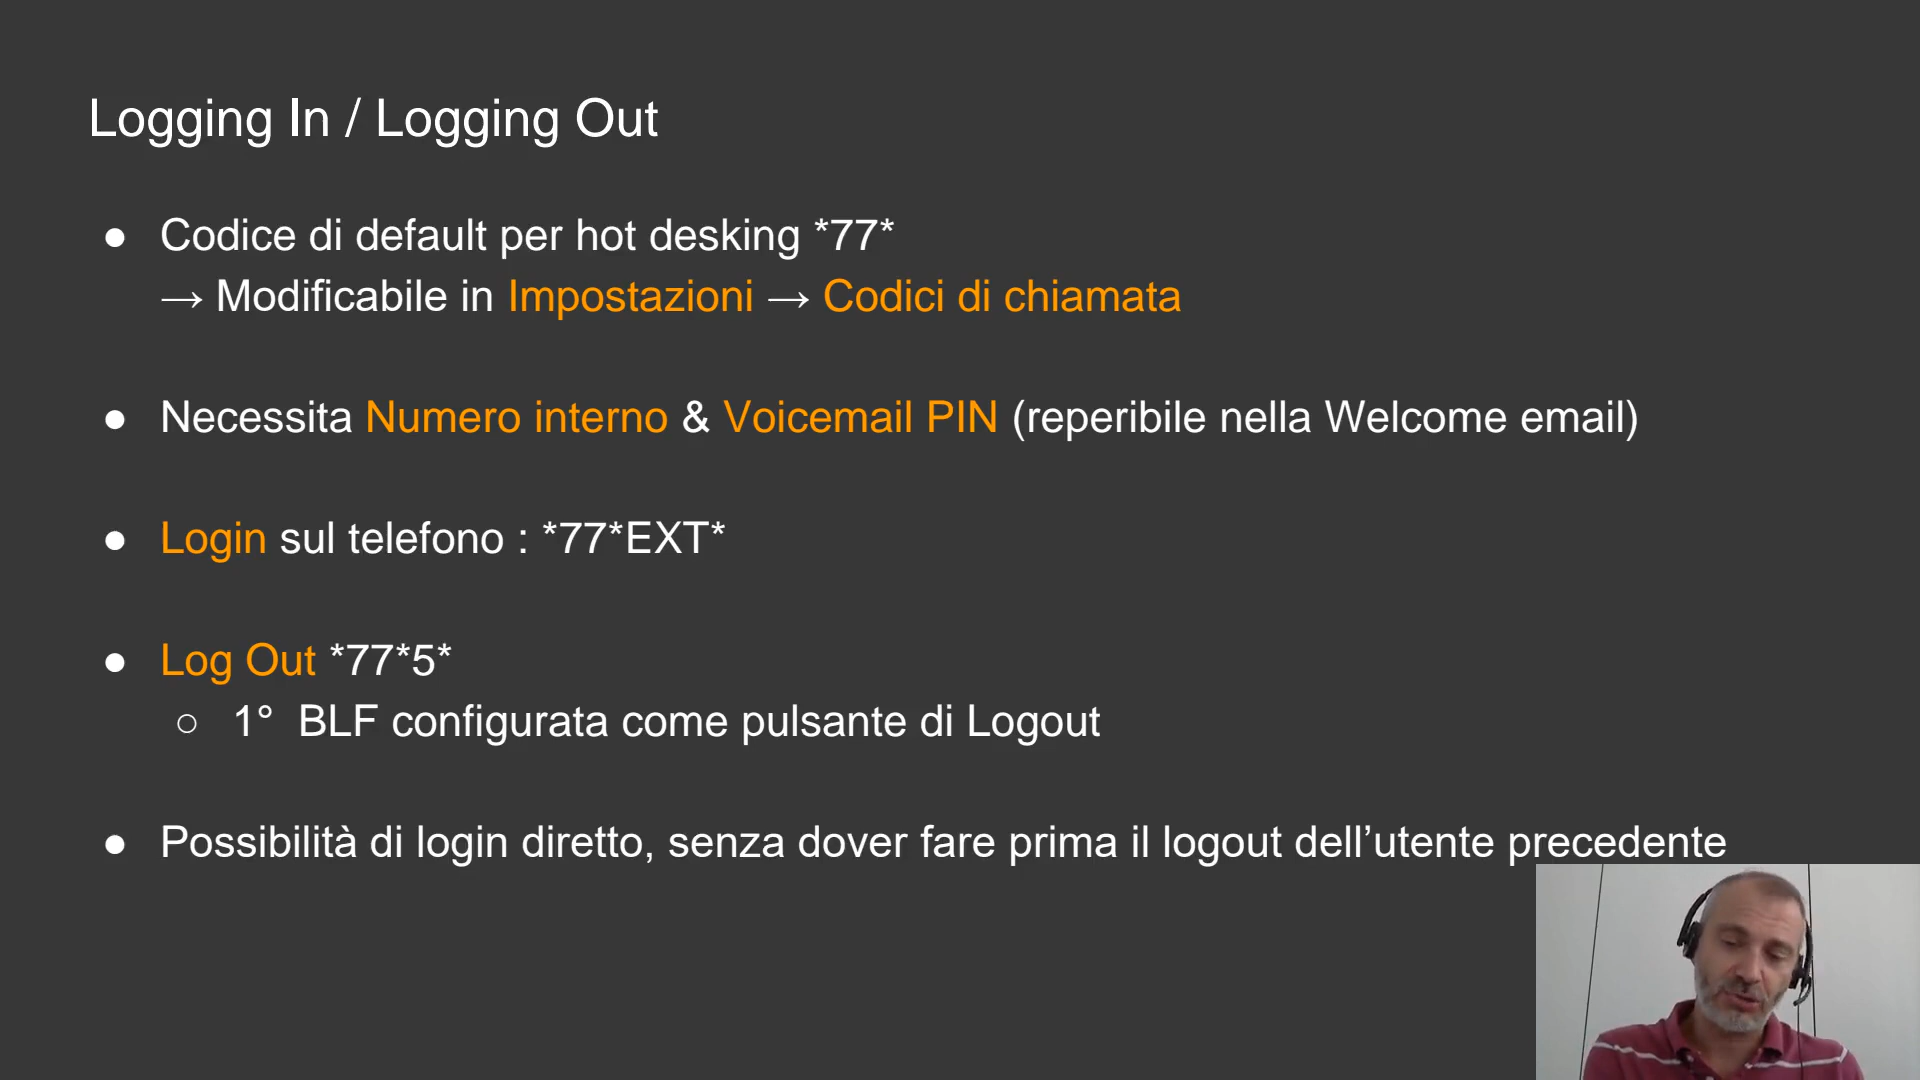 Logging In / Logging Out
● Codice di default per hot desking *77*
→ Modificabile in Impostazioni → Codici di chiamata
● Necessita Numero interno & Voicemail PIN (reperibile nella Welcome email)
● Login sul telefono : *77*EXT*
● Log Out *77*5*
○ 1° BLF configurata come pulsante di Logout
● Possibilità di login diretto, senza dover fare prima il logout dell’utente precedente